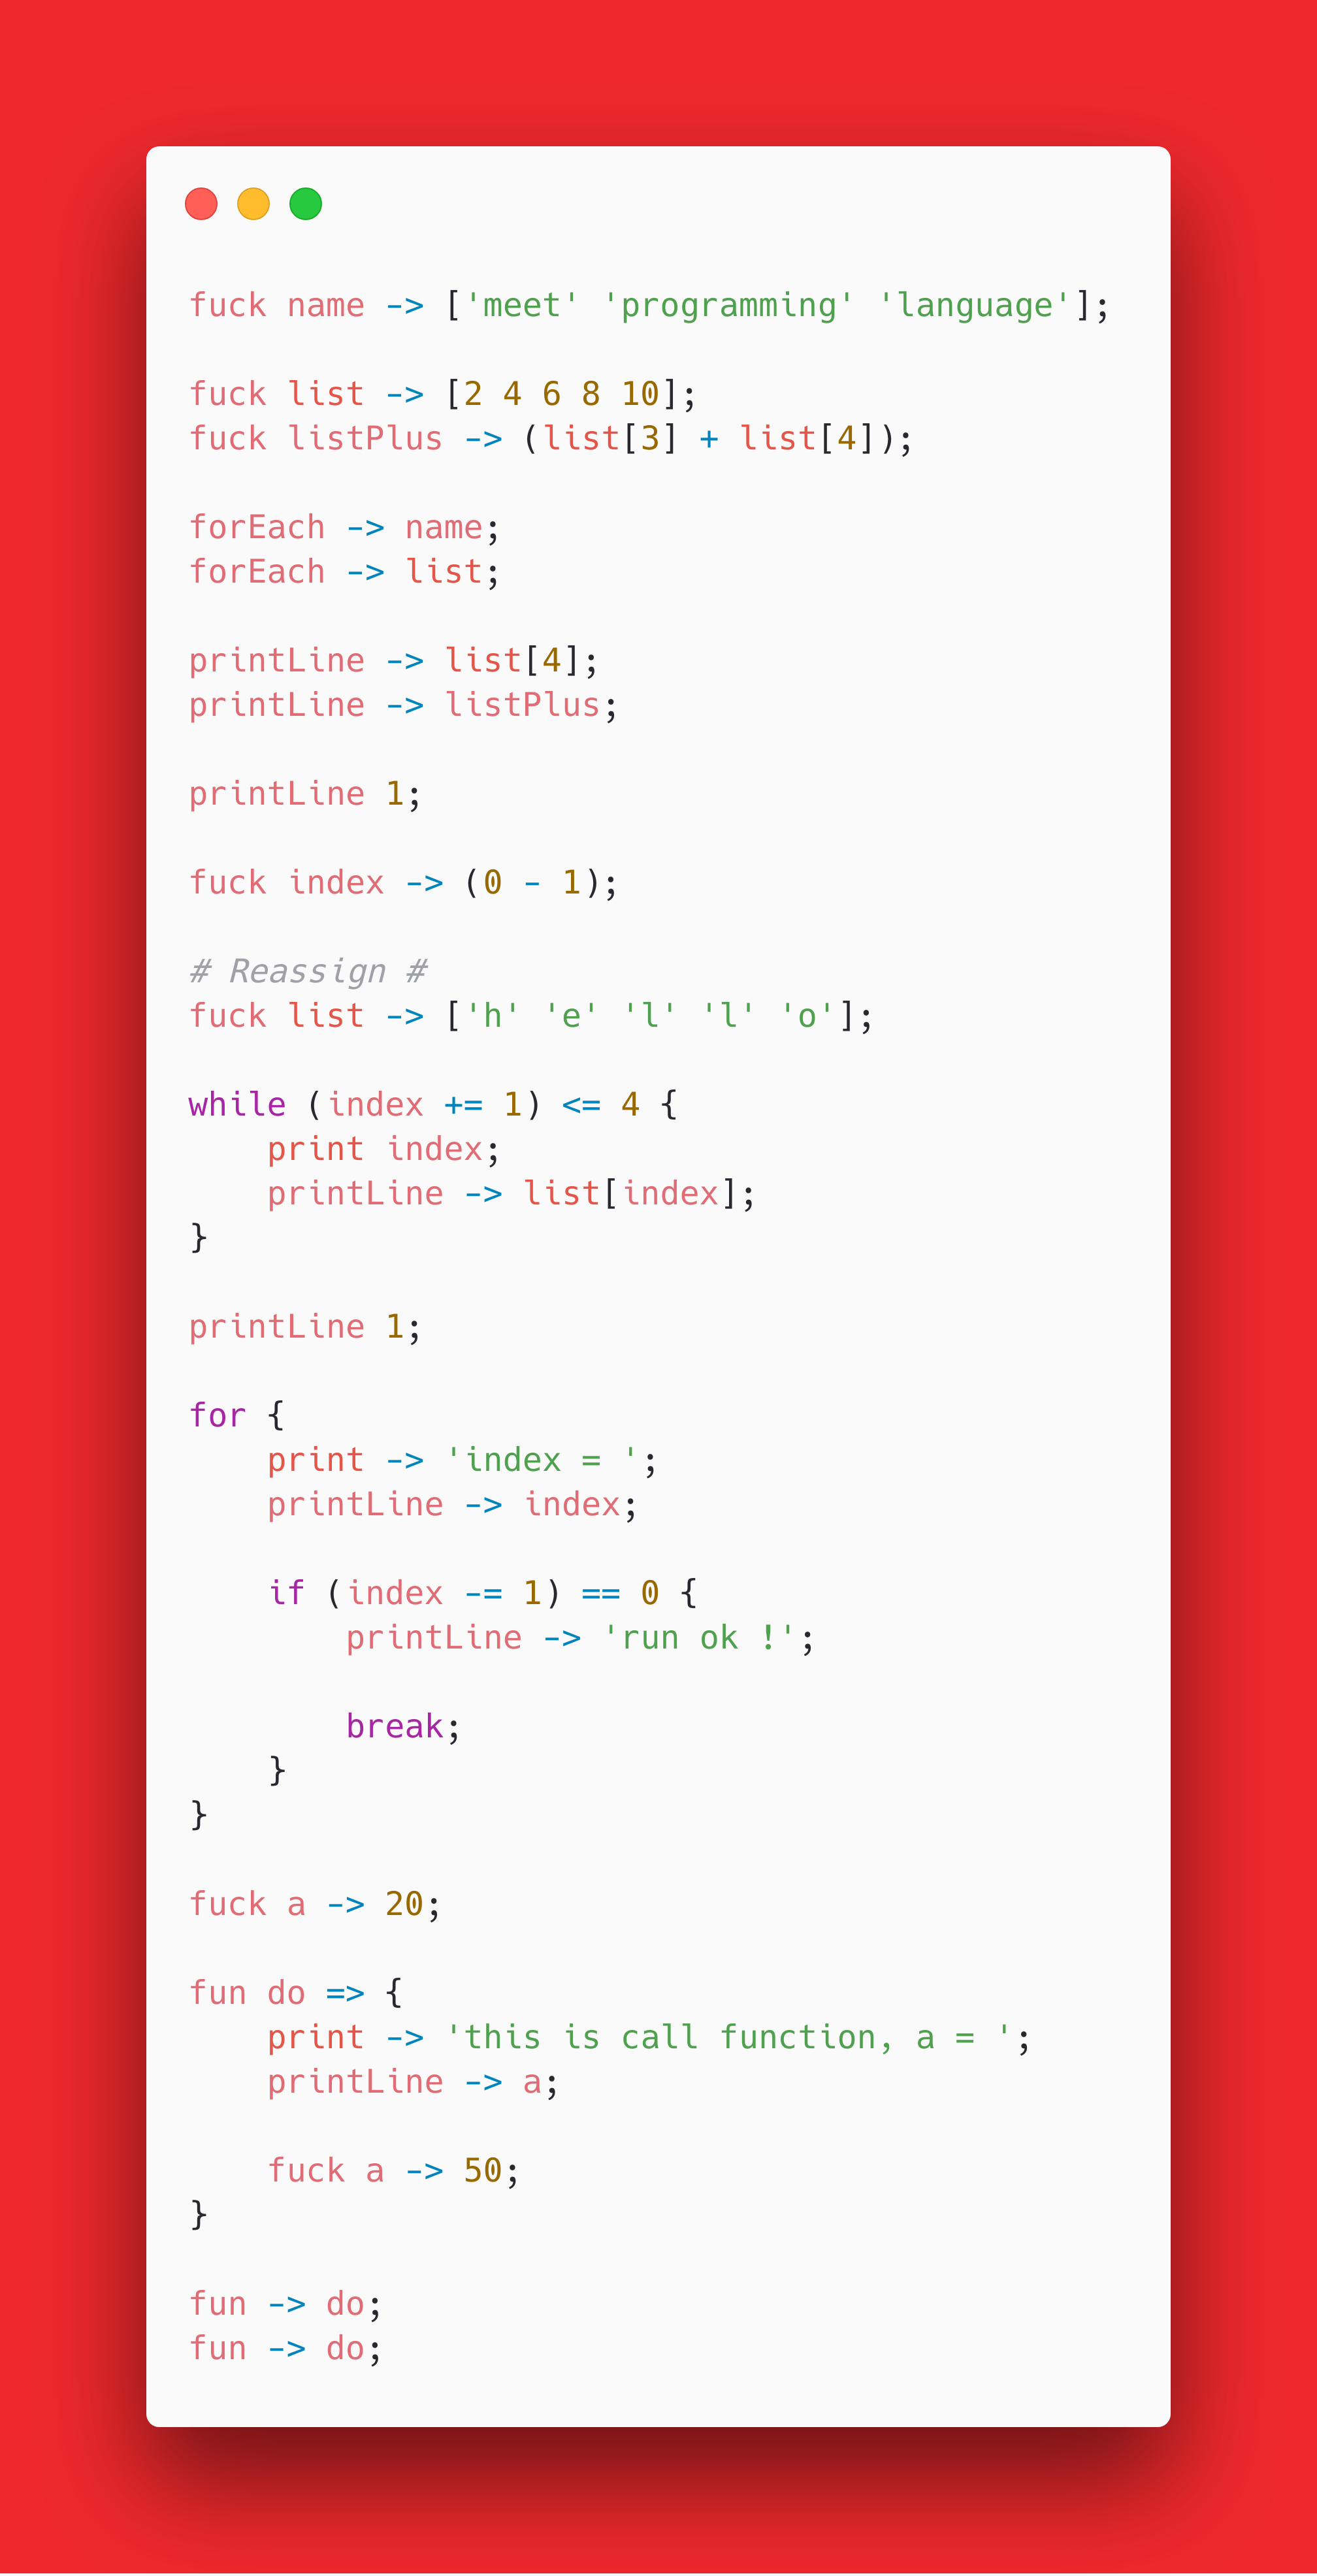 fuck name -> ['meet' 'programming' 'language'];
fuck list -> [2 4 6 8 10];
fuck listPlus -> (list[3] + list[4]);
forEach -> name;
forEach -> list;
printLine -> list[4];
printLine -> listPlus;
printLine 1;
fuck index -> (0 - 1);
# Reassign #
fuck list -> ['h' 'e' 'l' 'l' 'o'];
while (index += 1) <= 4 {
    print index;
    printLine -> list[index];
}
printLine 1;
for {
    print -> 'index = ';
    printLine -> index;
    if (index -= 1) == 0 {
        printLine -> 'run ok !';
        break;
    }
}
fuck a -> 20;
fun do => {
    print -> 'this is call function, a = ';
    printLine -> a;
    fuck a -> 50;
}
fun -> do;
fun -> do;